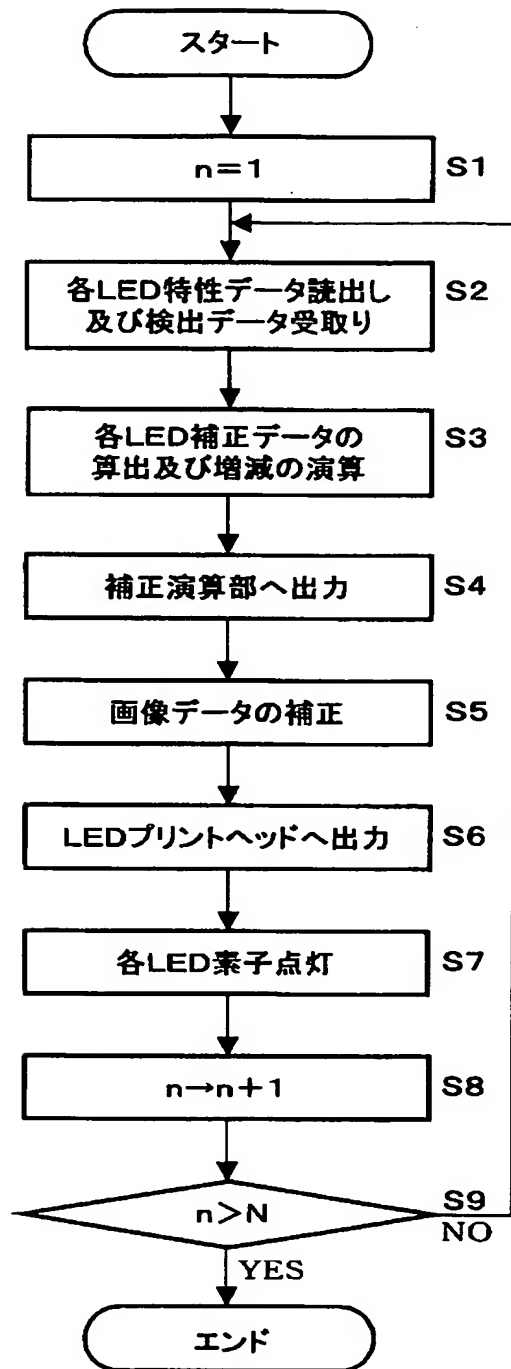 スタート
n=1
S1
各LED特性データ読出し
及び検出データ受取り
S2
各LED補正データの
算出及び増減の演算
S3
補正演算部へ出力
S4
画像データの補正
S5
LEDプリントヘッドへ出力
S6
各LED素子点灯
S7
n→n+1
S8
n>N
S9
NO
YES
エンド